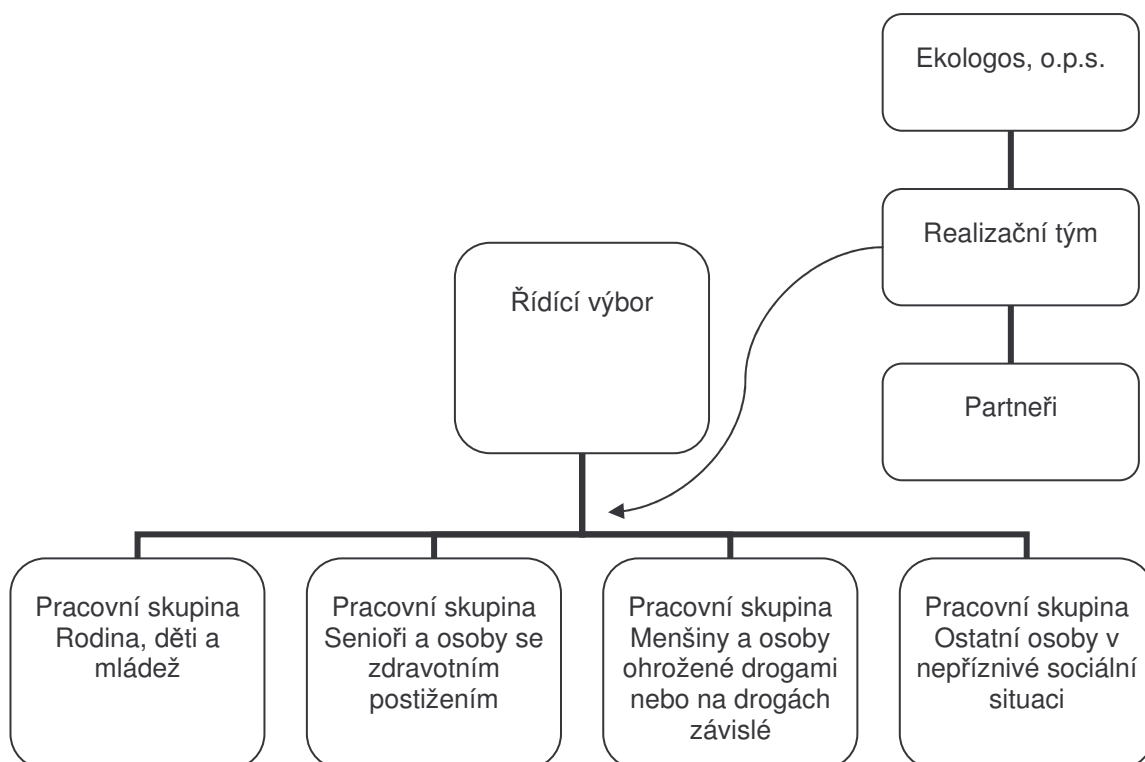 Ekologos, o.p.s.
Realizační tým
Řídící výbor
Partneři
Pracovní skupina
Rodina, děti a
mládež
Pracovní skupina
Senioři a osoby se
zdravotním
postižením
Pracovní skupina
Menšiny a osoby
ohrožené drogami
nebo na drogách
závislé
Pracovní skupina
Ostatní osoby v
nepříznivé sociální
situaci